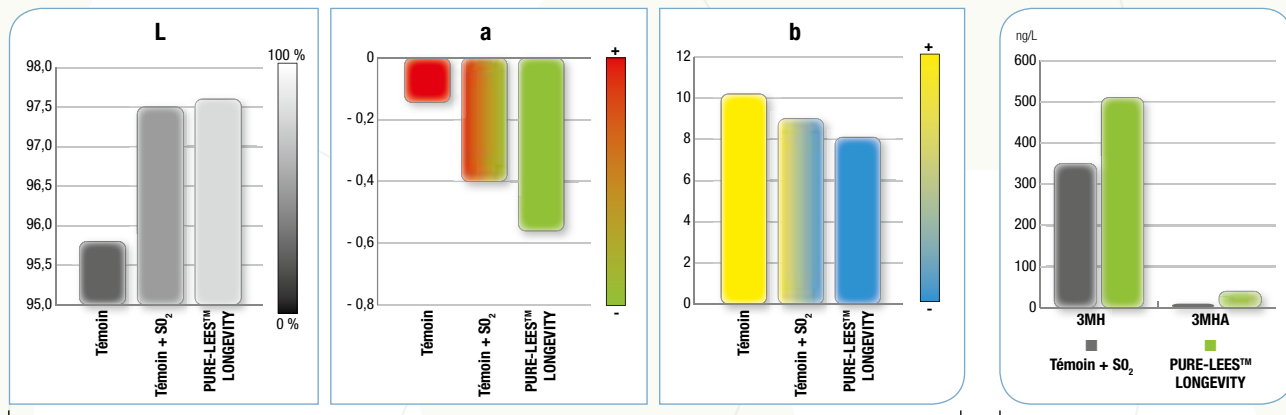 L
100 %
98,0
97,5
97,0
96,5
96,0
95,5
95,0
0 %
Témoin
Témoin + SO₂
PURE-LEES™
LONGEVITY
a
+
0
- 0,2
- 0,4
- 0,6
- 0,8
-
Témoin
Témoin + SO₂
PURE-LEES™
LONGEVITY
b
+
12
10
8
6
4
2
0
-
Témoin
Témoin + SO₂
PURE-LEES™
LONGEVITY
ng/L
600
500
400
300
200
100
0
3MH
3MHA
Témoin + SO₂
PURE-LEES™
LONGEVITY